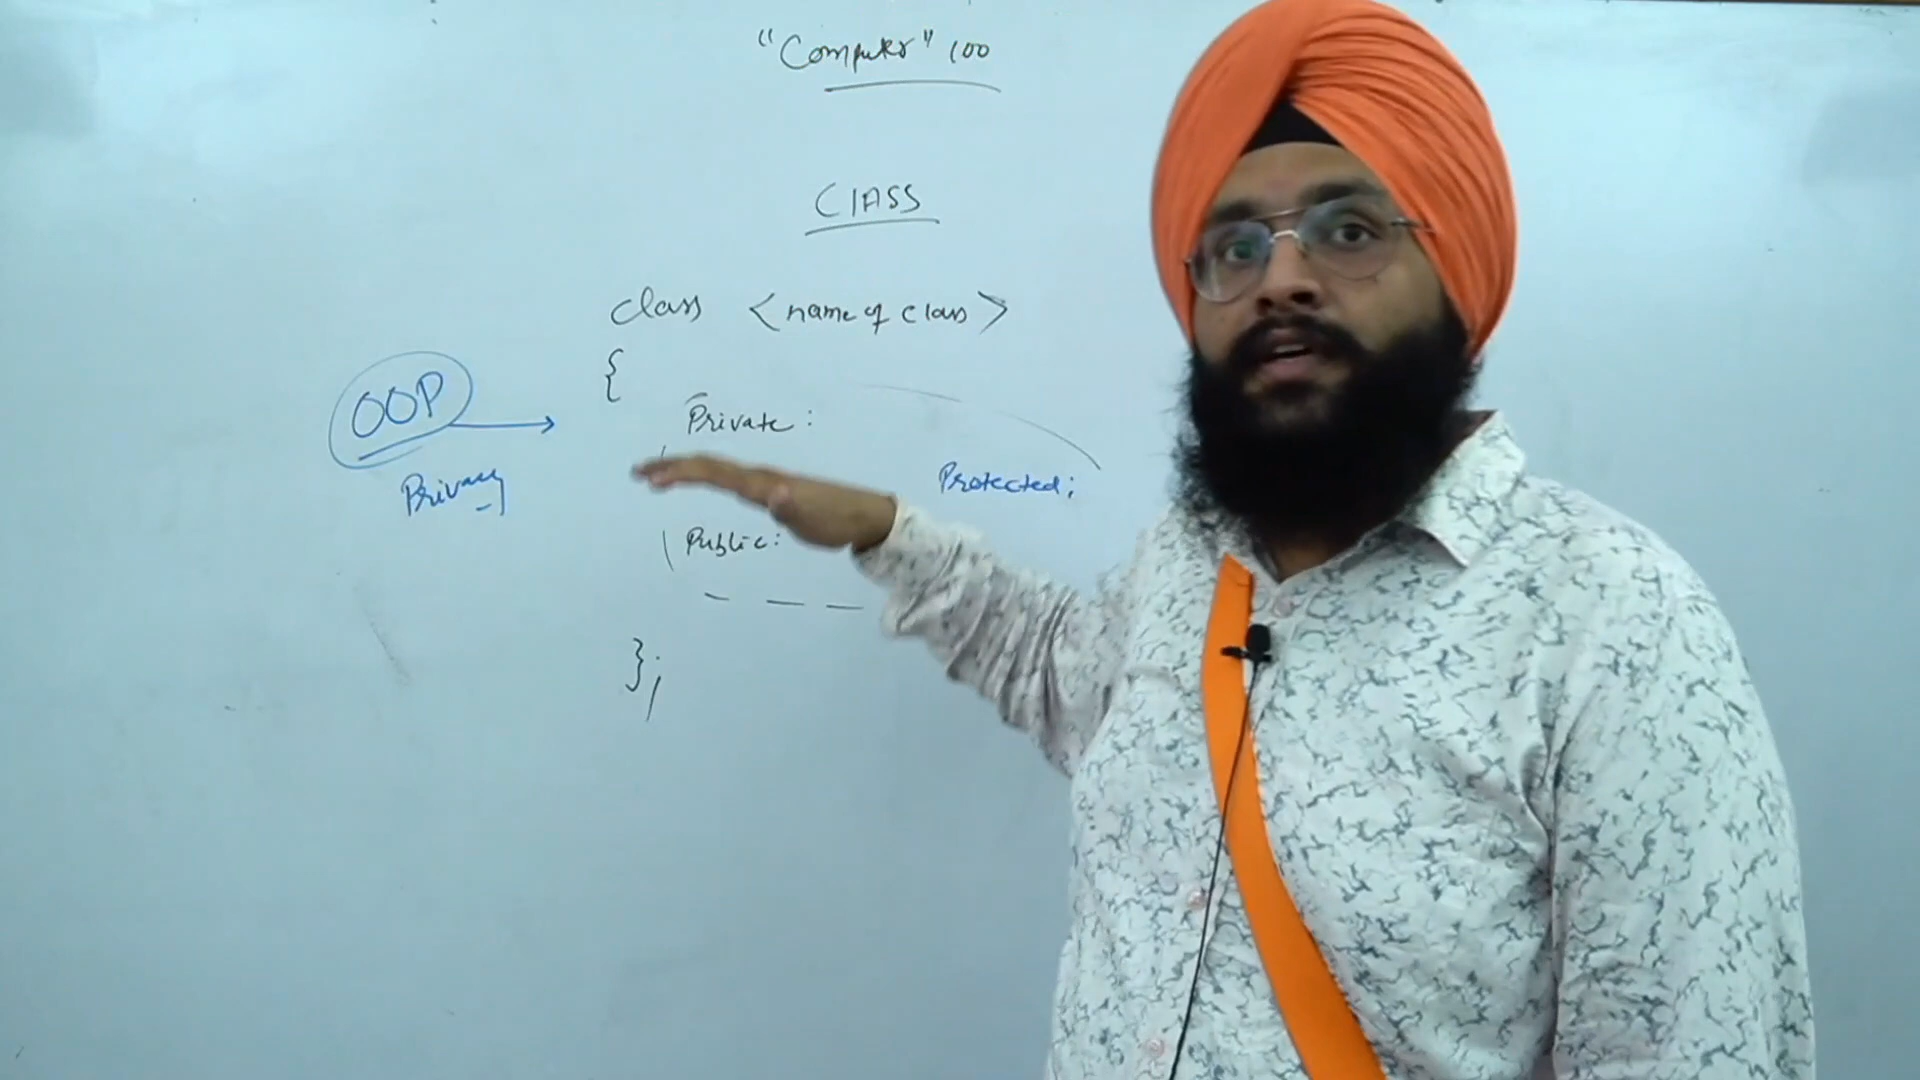 "Computer" 100
CLASS
class <name of class>
{
OOP
Private:
Privacy
Protected;
Public:
};